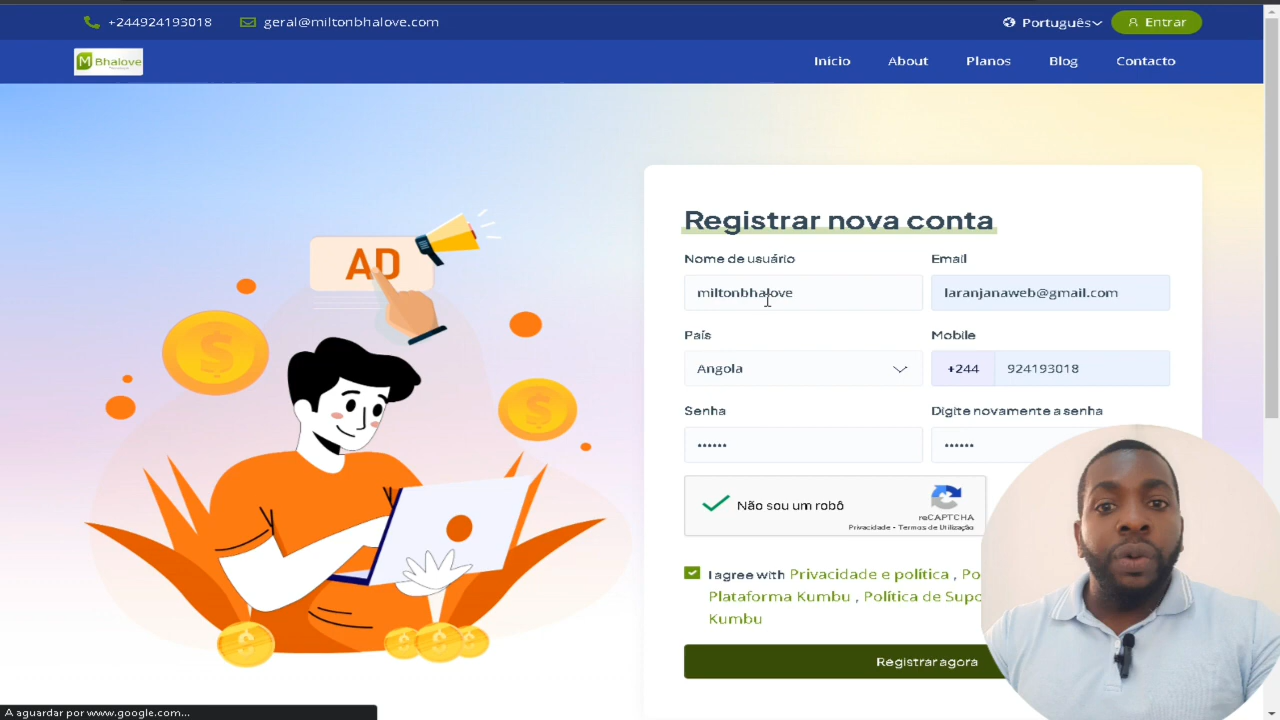 +244924193018 geral@miltonbhalove.com Português Entrar
M Bhalove Inicio About Planos Blog Contacto
AD
Registrar nova conta
Nome de usuário Email
miltonbhalove laranjanaweb@gmail.com
País Mobile
Angola +244 924193018
Senha Digite novamente a senha
•••••• ••••••
Não sou um robô
reCAPTCHA
Privacidade - Termos de Utilização
I agree with Privacidade e política , Po
Plataforma Kumbu , Política de Supo
Kumbu
Registrar agora
A aguardar por www.google.com...